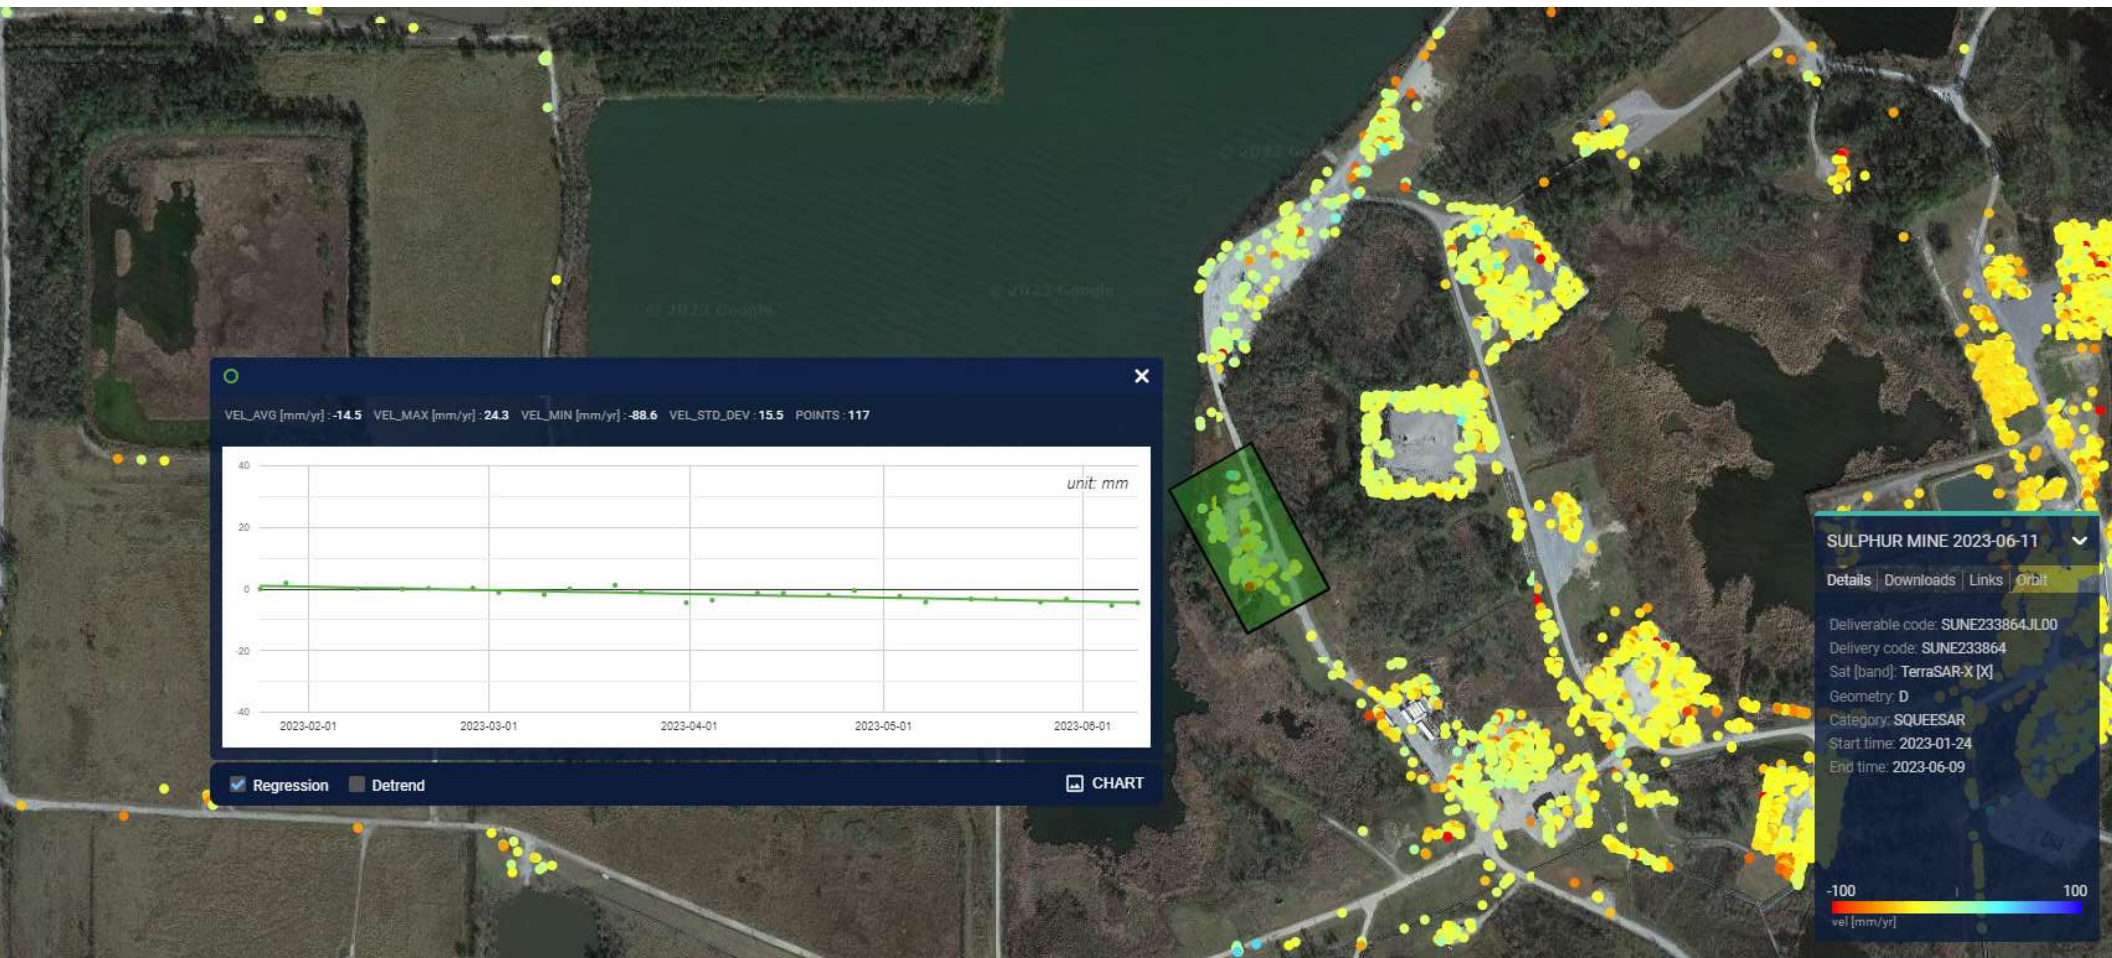 © 2023 Google
© 2023 Google
VEL_AVG [mm/yr] : -14.5 VEL_MAX [mm/yr] : 24.3 VEL_MIN [mm/yr] : -88.6 VEL_STD_DEV : 15.5 POINTS : 117
unit: mm
40
20
0
-20
-40
2023-02-01 2023-03-01 2023-04-01 2023-05-01 2023-06-01
Regression Detrend CHART
SULPHUR MINE 2023-06-11
Details Downloads Links Orbit
Deliverable code: SUNE233864JL00
Delivery code: SUNE233864
Sat [band]: TerraSAR-X [X]
Geometry: D
Category: SQUEESAR
Start time: 2023-01-24
End time: 2023-06-09
-100 100
vel [mm/yr]